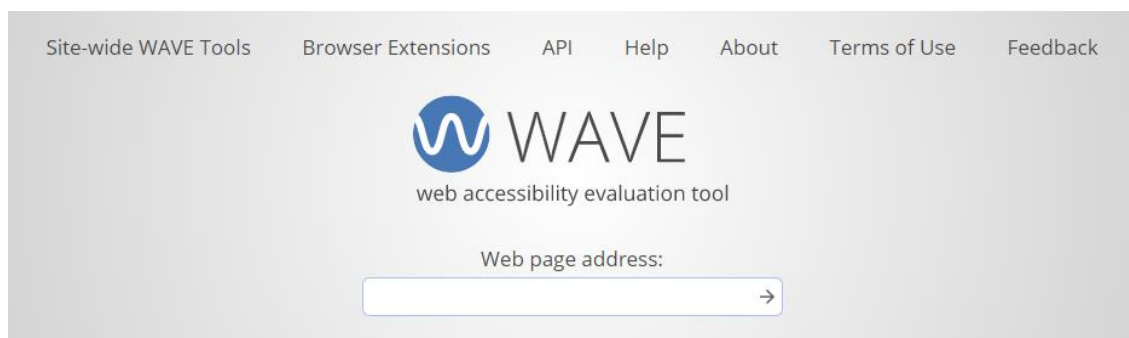 Site-wide WAVE Tools Browser Extensions API Help About Terms of Use Feedback
WAVE
web accessibility evaluation tool
Web page address: